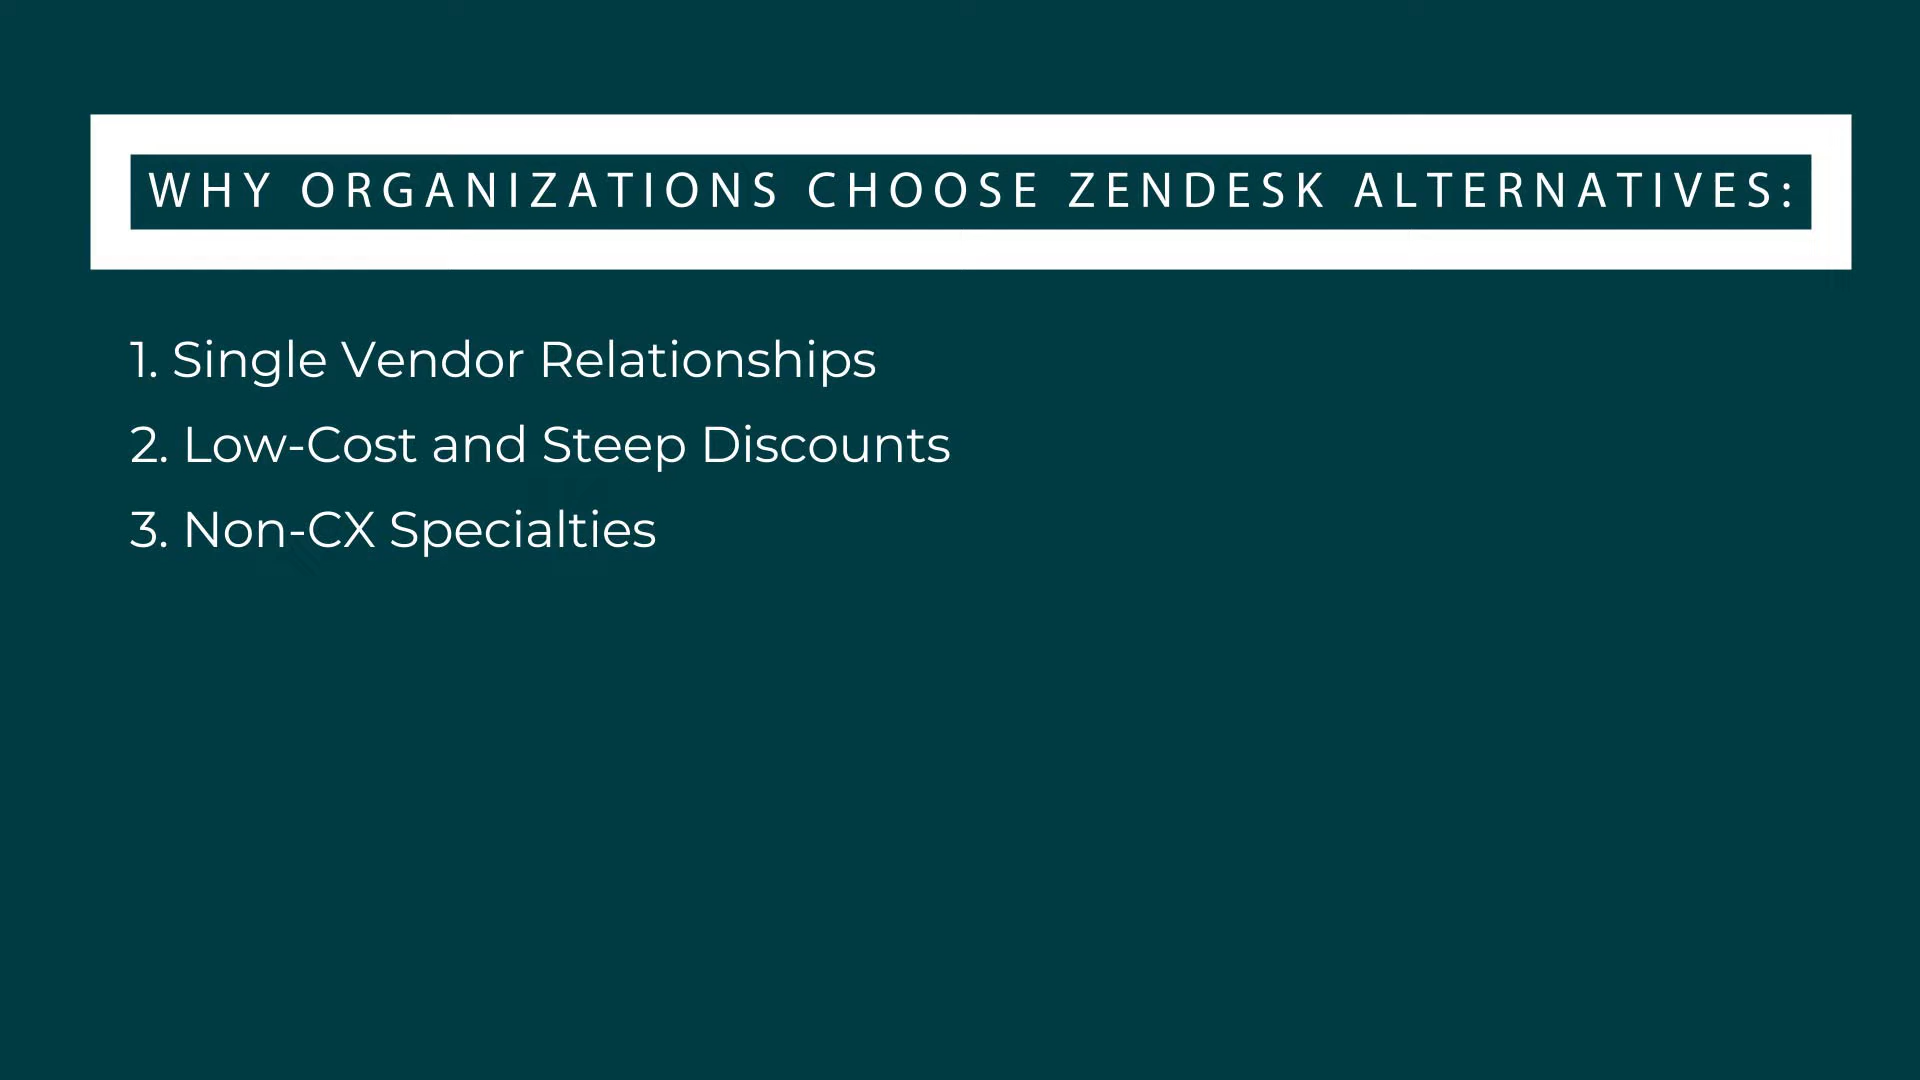 WHY ORGANIZATIONS CHOOSE ZENDESK ALTERNATIVES:
1. Single Vendor Relationships
2. Low-Cost and Steep Discounts
3. Non-CX Specialties